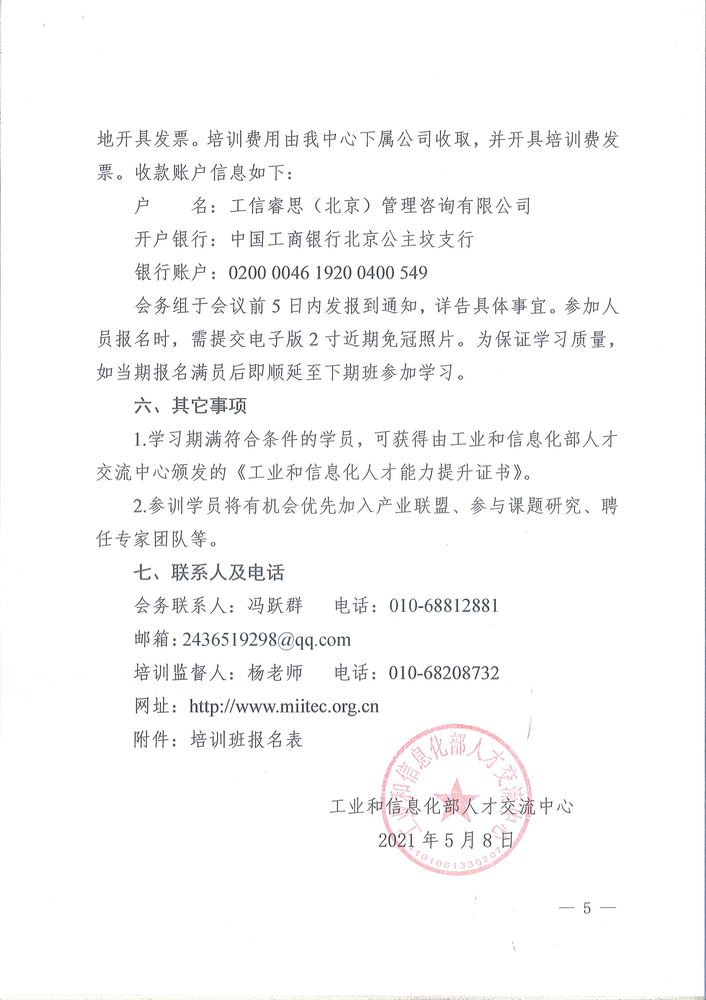 地开具发票。培训费用由我中心下属公司收取，并开具培训费发
票。收款账户信息如下：
户　　名：工信睿思（北京）管理咨询有限公司
开户银行：中国工商银行北京公主坟支行
银行账户：0200 0046 1920 0400 549
会务组于会议前 5 日内发报到通知，详告具体事宜。参加人
员报名时，需提交电子版 2 寸近期免冠照片。为保证学习质量，
如当期报名满员后即顺延至下期班参加学习。
六、其它事项
1.学习期满符合条件的学员，可获得由工业和信息化部人才
交流中心颁发的《工业和信息化人才能力提升证书》。
2.参训学员将有机会优先加入产业联盟、参与课题研究、聘
任专家团队等。
七、联系人及电话
会务联系人：冯跃群　电话：010-68812881
邮箱：2436519298@qq.com
培训监督人：杨老师　电话：010-68208732
网址：http://www.miitec.org.cn
附件：培训班报名表
工业和信息化部人才交流中心
工业和信息化部人才交流中心
2021 年 5 月 8 日
1101081336207
— 5 —